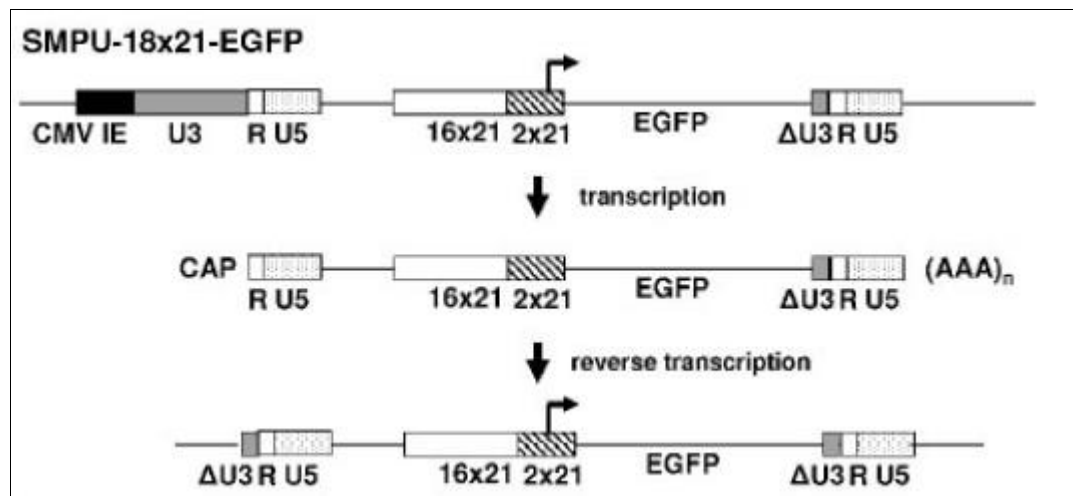 SMPU-18x21-EGFP
CMV IE U3 R U5 16x21 2x21 EGFP ΔU3 R U5
transcription
CAP R U5 16x21 2x21 EGFP ΔU3 R U5 (AAA)n
reverse transcription
ΔU3 R U5 16x21 2x21 EGFP ΔU3 R U5